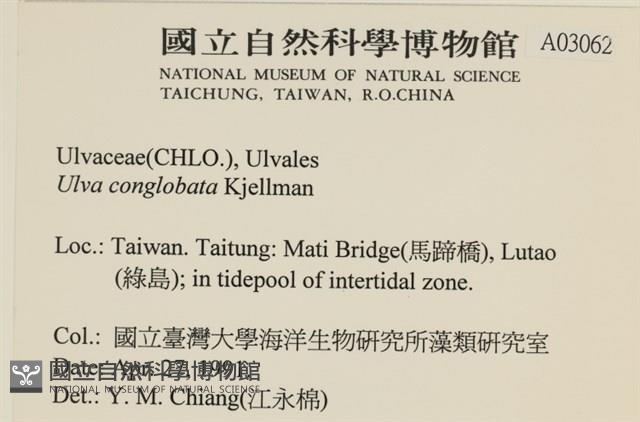 國立自然科學博物館 A03062
NATIONAL MUSEUM OF NATURAL SCIENCE
TAICHUNG, TAIWAN, R.O.CHINA
Ulvaceae(CHLO.), Ulvales
Ulva conglobata Kjellman
Loc.: Taiwan. Taitung: Mati Bridge(馬蹄橋), Lutao
(綠島); in tidepool of intertidal zone.
Col.: 國立臺灣大學海洋生物研究所藻類研究室
Date: Apr. 27, 1991
國立自然科學博物館
NATIONAL MUSEUM OF NATURAL SCIENCE
Det.: Y. M. Chiang(江永棉)